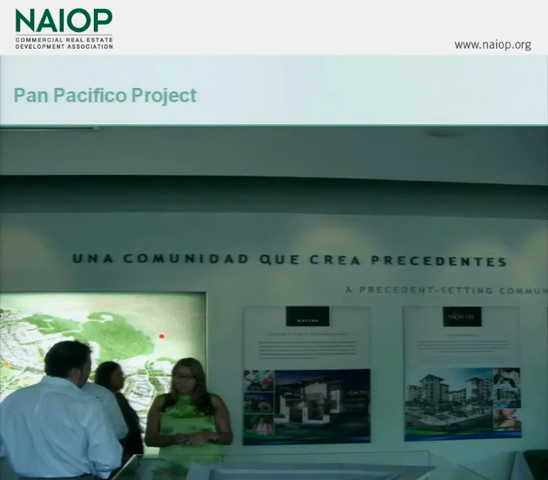 NAIOP
COMMERCIAL REAL ESTATE
DEVELOPMENT ASSOCIATION
www.naiop.org
Pan Pacifico Project
UNA COMUNIDAD QUE CREA PRECEDENTES
A PRECEDENT-SETTING COMMUN